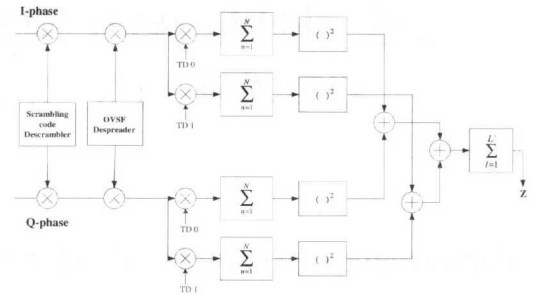 I-phase
TD 0
N
∑
n=1
( )²
TD 1
N
∑
n=1
( )²
Scrambling
code
Descrambler
OVSF
Despreader
L
∑
l=1
Z
Q-phase
TD 0
N
∑
n=1
( )²
TD 1
N
∑
n=1
( )²